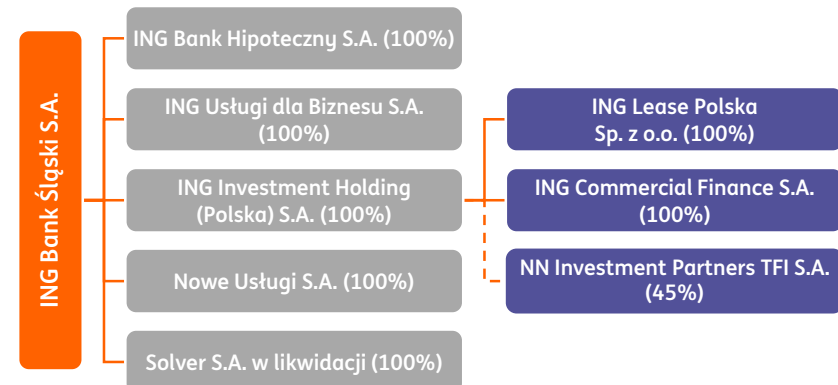 ING Bank Śląski S.A.
ING Bank Hipoteczny S.A. (100%)
ING Usługi dla Biznesu S.A.
(100%)
ING Investment Holding
(Polska) S.A. (100%)
Nowe Usługi S.A. (100%)
Solver S.A. w likwidacji (100%)
ING Lease Polska
Sp. z o.o. (100%)
ING Commercial Finance S.A.
(100%)
NN Investment Partners TFI S.A.
(45%)